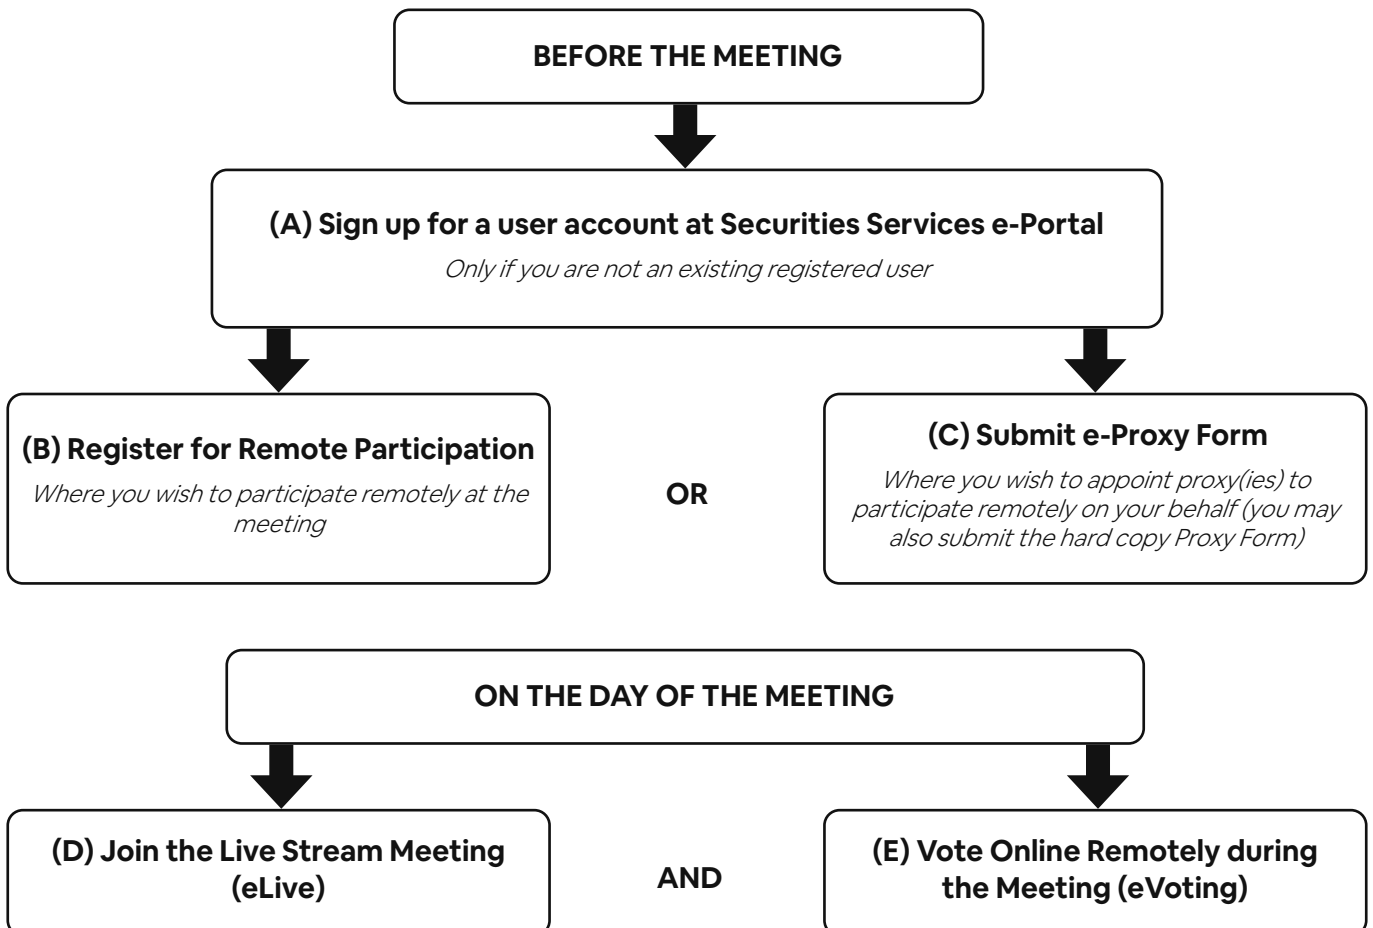 BEFORE THE MEETING
(A) Sign up for a user account at Securities Services e-Portal
Only if you are not an existing registered user
(B) Register for Remote Participation
Where you wish to participate remotely at the
meeting
OR
(C) Submit e-Proxy Form
Where you wish to appoint proxy(ies) to
participate remotely on your behalf (you may
also submit the hard copy Proxy Form)
ON THE DAY OF THE MEETING
(D) Join the Live Stream Meeting
(eLive)
AND
(E) Vote Online Remotely during
the Meeting (eVoting)